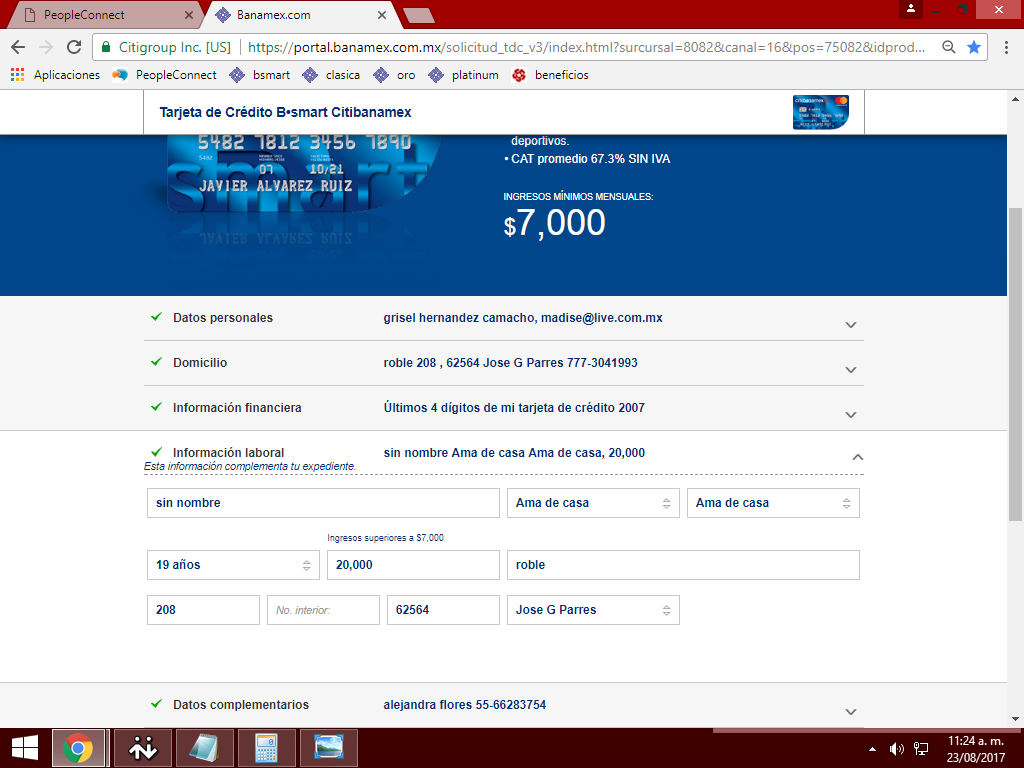 PeopleConnect
Banamex.com
Citigroup Inc. [US] https://portal.banamex.com.mx/solicitud_tdc_v3/index.html?surcursal=8082&canal=16&pos=75082&idprod...
Aplicaciones PeopleConnect bsmart clasica oro platinum beneficios
Tarjeta de Crédito B•smart Citibanamex
5482 7812 3456 7890
5482
07 10/21
JAVIER ALVAREZ RUIZ
smart
deportivos.
• CAT promedio 67.3% SIN IVA
INGRESOS MÍNIMOS MENSUALES:
$7,000
Datos personales grisel hernandez camacho, madise@live.com.mx
Domicilio roble 208 , 62564 Jose G Parres 777-3041993
Información financiera Últimos 4 dígitos de mi tarjeta de crédito 2007
Información laboral sin nombre Ama de casa Ama de casa, 20,000
Esta información complementa tu expediente.
sin nombre Ama de casa Ama de casa
Ingresos superiores a $7,000
19 años 20,000 roble
208 No. interior: 62564 Jose G Parres
Datos complementarios alejandra flores 55-66283754
11:24 a. m.
23/08/2017